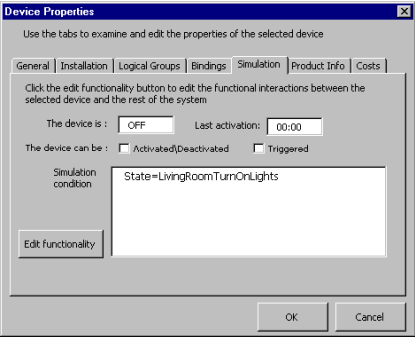 Device Properties
Use the tabs to examine and edit the properties of the selected device
General Installation Logical Groups Bindings Simulation Product Info Costs
Click the edit functionality button to edit the functional interactions between the
selected device and the rest of the system
The device is : OFF Last activation: 00:00
The device can be : Activated\Deactivated Triggered
Simulation
condition
State=LivingRoomTurnOnLights
Edit functionality
OK Cancel